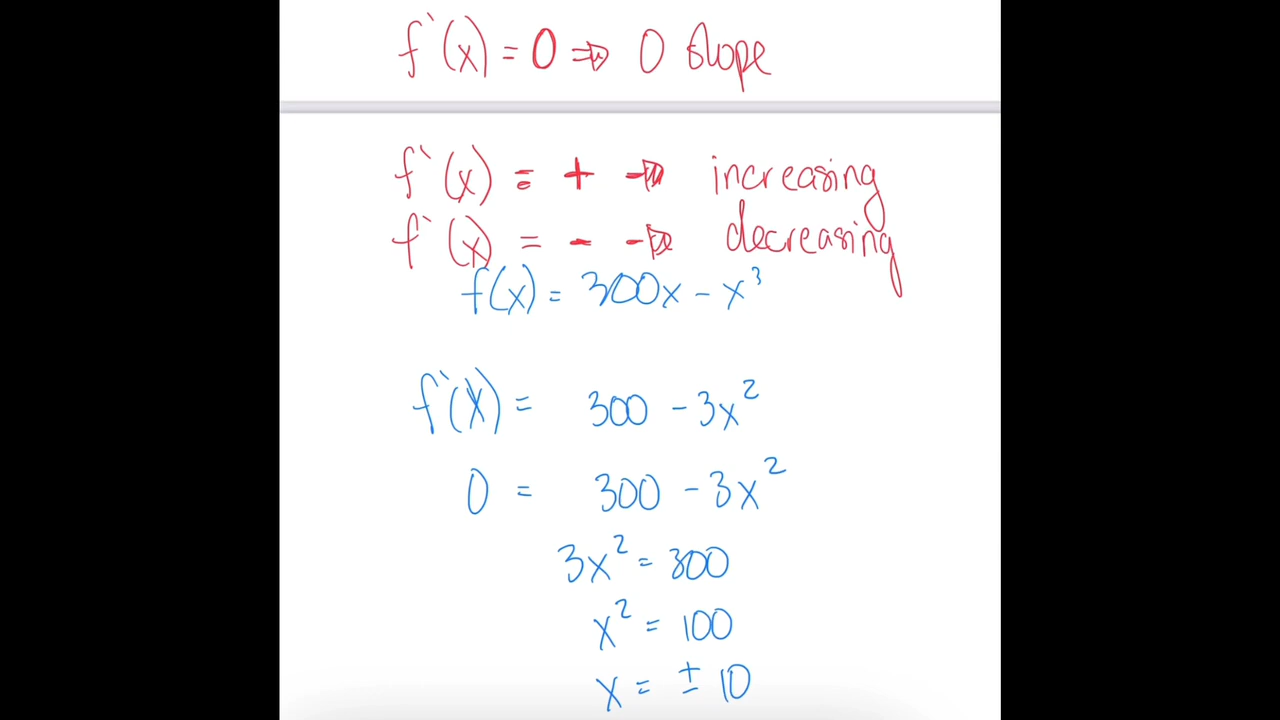 f`(x) = 0 ⇒ 0 slope
f`(x) = + → increasing
f`(x) = - → decreasing
f(x) = 300x - x³
f`(x) = 300 - 3x²
0 = 300 - 3x²
3x² = 300
x² = 100
x = ± 10